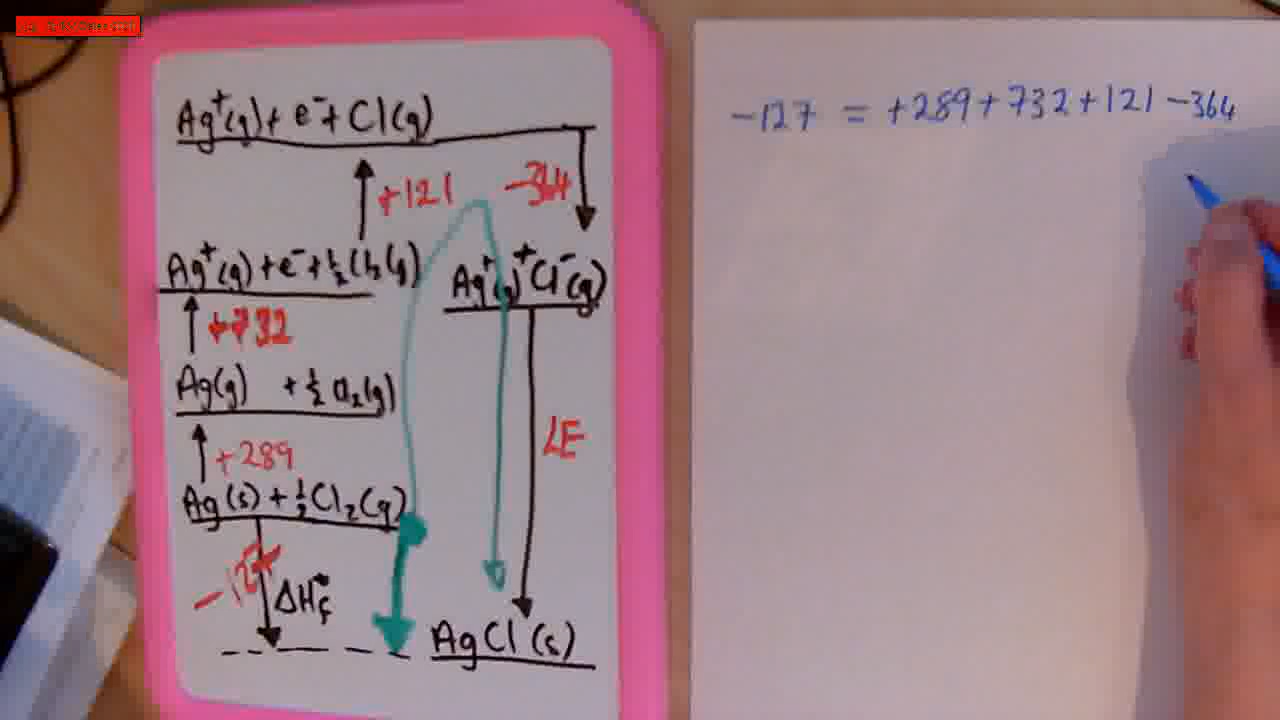 Ag⁺(g) + e⁻ + Cl(g)
+121
-364
Ag⁺(g) + e⁻ + ½Cl₂(g)
Ag⁺(g) + Cl⁻(g)
+732
Ag(g) + ½Cl₂(g)
LE
+289
Ag(s) + ½Cl₂(g)
-127
ΔHf°
AgCl(s)
-127 = +289 + 732 + 121 - 364